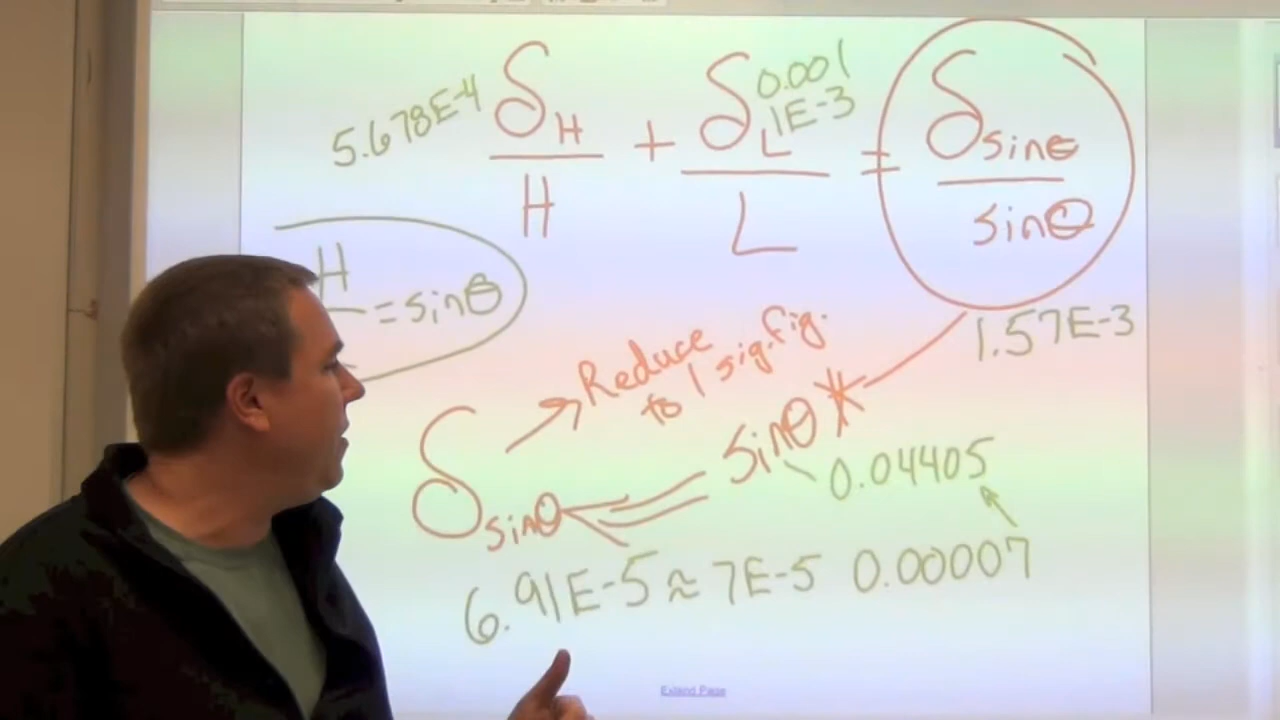 5.678E-4 δH/H + δL/L = δsinθ/sinθ
0.001
1E-3
1.57E-3
H
= sinθ
Reduce
to 1 sig.fig.
δsinθ
sinθ *
0.04405
6.91E-5 ≈ 7E-5 0.00007
Extend Page